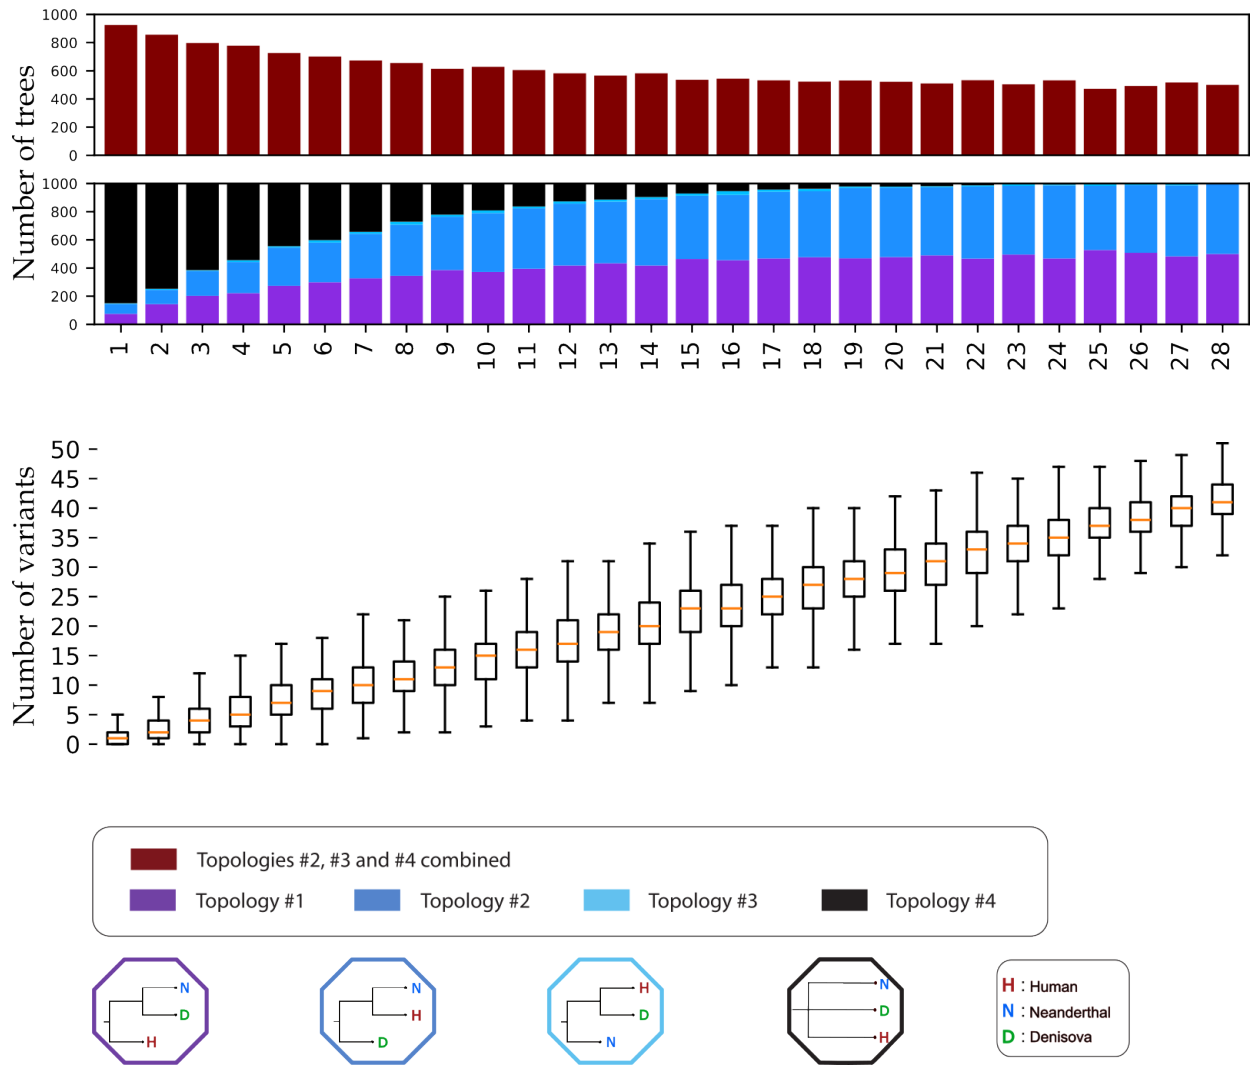 Number of trees
1000
800
600
400
200
0
1000
800
600
400
200
0
1 2 3 4 5 6 7 8 9 10 11 12 13 14 15 16 17 18 19 20 21 22 23 24 25 26 27 28
Number of variants
50
45
40
35
30
25
20
15
10
5
0
Topologies #2, #3 and #4 combined
Topology #1 Topology #2 Topology #3 Topology #4
N
D
H
N
H
D
H
D
N
N
D
H
H : Human
N : Neanderthal
D : Denisova